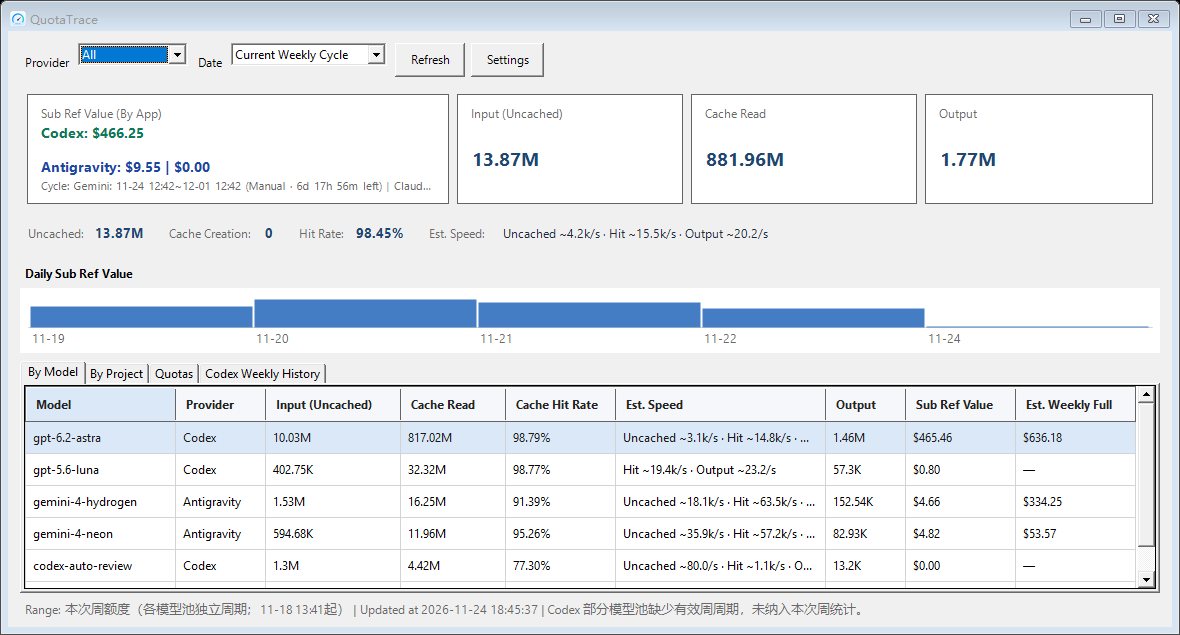 QuotaTrace
Provider All Date Current Weekly Cycle Refresh Settings
Sub Ref Value (By App)
Codex: $466.25
Antigravity: $9.55 | $0.00
Cycle: Gemini: 11-24 12:42~12-01 12:42 (Manual · 6d 17h 56m left) | Claud...
Input (Uncached)
13.87M
Cache Read
881.96M
Output
1.77M
Uncached: 13.87M Cache Creation: 0 Hit Rate: 98.45% Est. Speed: Uncached ~4.2k/s · Hit ~15.5k/s · Output ~20.2/s
Daily Sub Ref Value
11-19 11-20 11-21 11-22 11-24
By Model By Project Quotas Codex Weekly History
Model Provider Input (Uncached) Cache Read Cache Hit Rate Est. Speed Output Sub Ref Value Est. Weekly Full
gpt-6.2-astra Codex 10.03M 817.02M 98.79% Uncached ~3.1k/s · Hit ~14.8k/s · ... 1.46M $465.46 $636.18
gpt-5.6-luna Codex 402.75K 32.32M 98.77% Hit ~19.4k/s · Output ~23.2/s 57.3K $0.80 —
gemini-4-hydrogen Antigravity 1.53M 16.25M 91.39% Uncached ~18.1k/s · Hit ~63.5k/s · ... 152.54K $4.66 $334.25
gemini-4-neon Antigravity 594.68K 11.96M 95.26% Uncached ~35.9k/s · Hit ~57.2k/s · ... 82.93K $4.82 $53.57
codex-auto-review Codex 1.3M 4.42M 77.30% Uncached ~80.0/s · Hit ~1.1k/s · O... 13.2K $0.00 —
Range: 本次周额度（各模型池独立周期；11-18 13:41起） | Updated at 2026-11-24 18:45:37 | Codex 部分模型池缺少有效周周期，未纳入本次周统计。